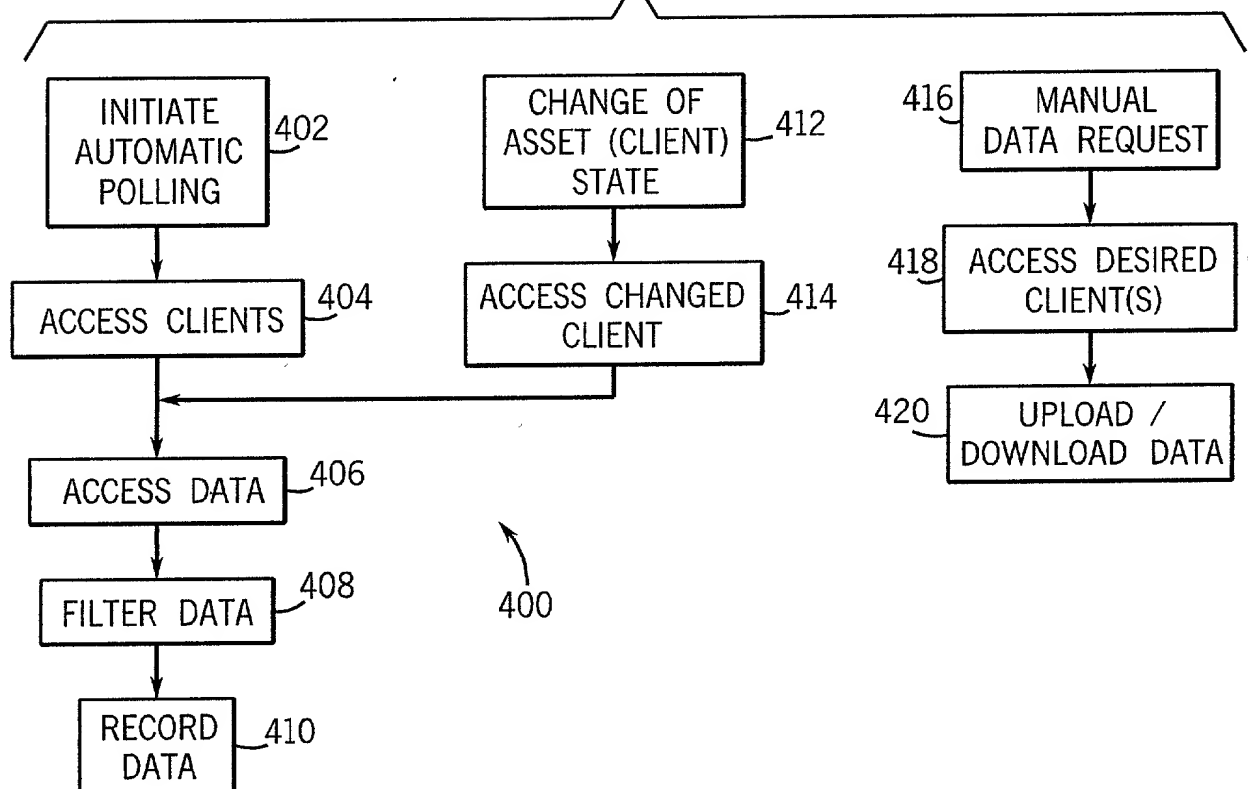 INITIATE
AUTOMATIC
POLLING
402
ACCESS CLIENTS
404
ACCESS DATA
406
FILTER DATA
408
RECORD
DATA
410
CHANGE OF
ASSET (CLIENT)
STATE
412
ACCESS CHANGED
CLIENT
414
400
416
MANUAL
DATA REQUEST
418
ACCESS DESIRED
CLIENT(S)
420
UPLOAD /
DOWNLOAD DATA